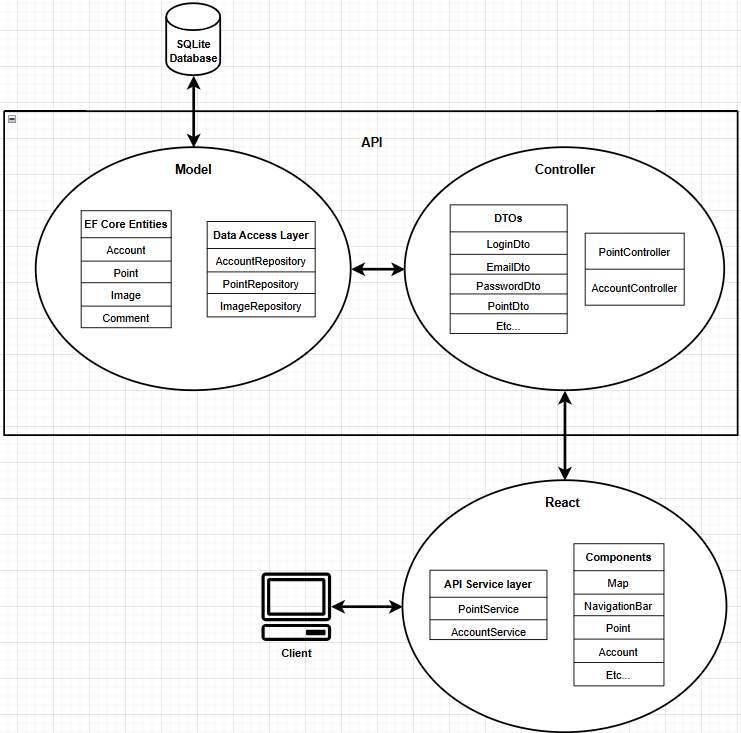 SQLite
Database
API
Model
EF Core Entities
Account
Point
Image
Comment
Data Access Layer
AccountRepository
PointRepository
ImageRepository
Controller
DTOs
LoginDto
EmailDto
PasswordDto
PointDto
Etc...
PointController
AccountController
React
API Service layer
PointService
AccountService
Components
Map
NavigationBar
Point
Account
Etc...
Client